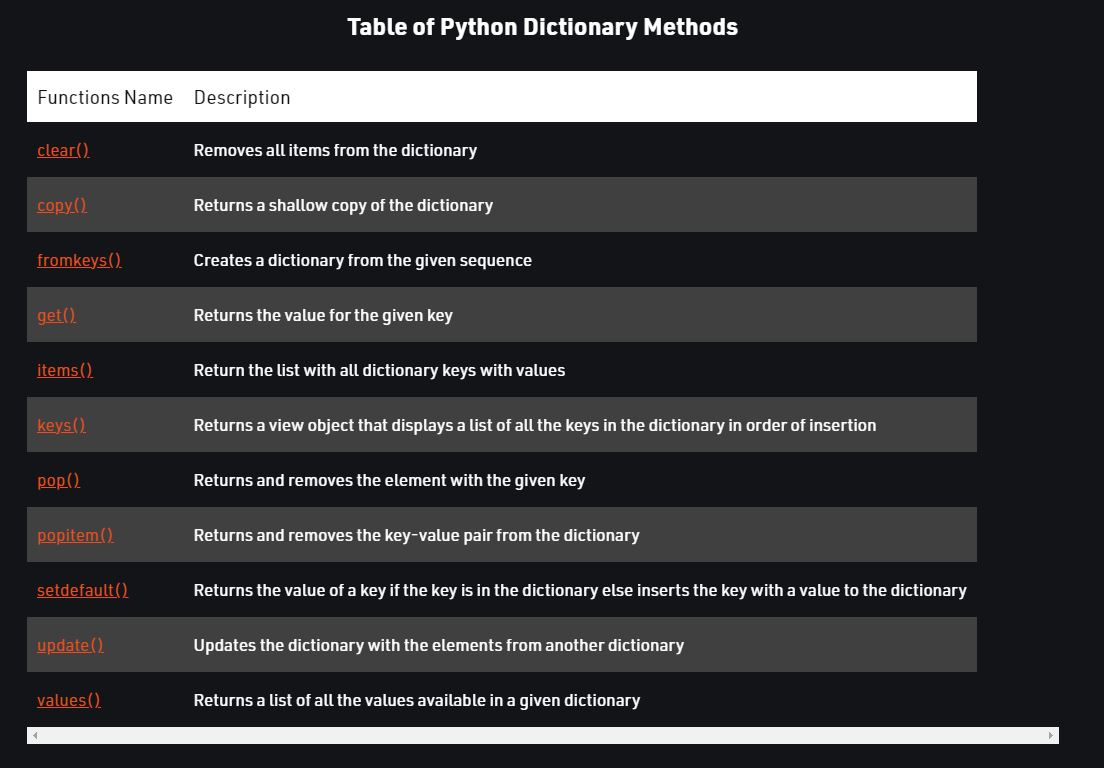 Table of Python Dictionary Methods
Functions Name Description
clear() Removes all items from the dictionary
copy() Returns a shallow copy of the dictionary
fromkeys() Creates a dictionary from the given sequence
get() Returns the value for the given key
items() Return the list with all dictionary keys with values
keys() Returns a view object that displays a list of all the keys in the dictionary in order of insertion
pop() Returns and removes the element with the given key
popitem() Returns and removes the key-value pair from the dictionary
setdefault() Returns the value of a key if the key is in the dictionary else inserts the key with a value to the dictionary
update() Updates the dictionary with the elements from another dictionary
values() Returns a list of all the values available in a given dictionary